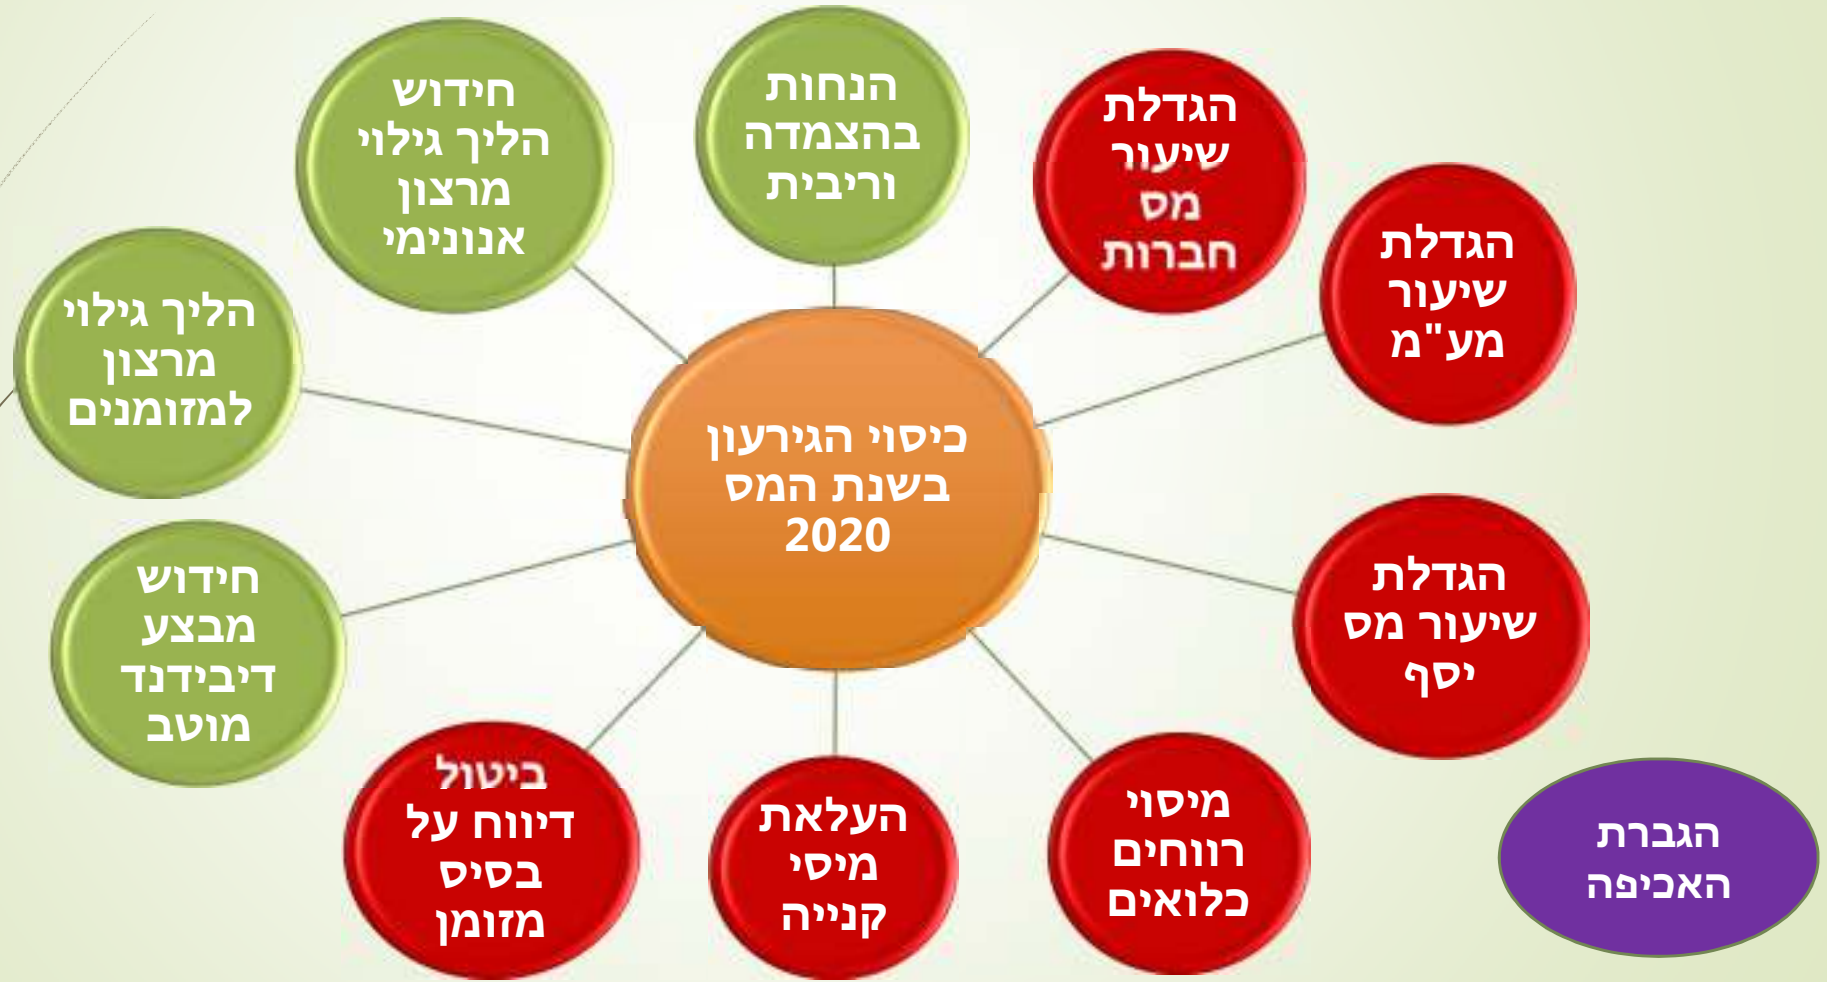 כיסוי הגירעון
בשנת המס
2020
הנחות
בהצמדה
וריבית
הגדלת
שיעור
מס
חברות
הגדלת
שיעור
מע"מ
הגדלת
שיעור מס
יסף
מיסוי
רווחים
כלואים
העלאת
מיסי
קנייה
ביטול
דיווח על
בסיס
מזומן
חידוש
מבצע
דיבידנד
מוטב
הליך גילוי
מרצון
למזומנים
חידוש
הליך גילוי
מרצון
אנונימי
הגברת
האכיפה